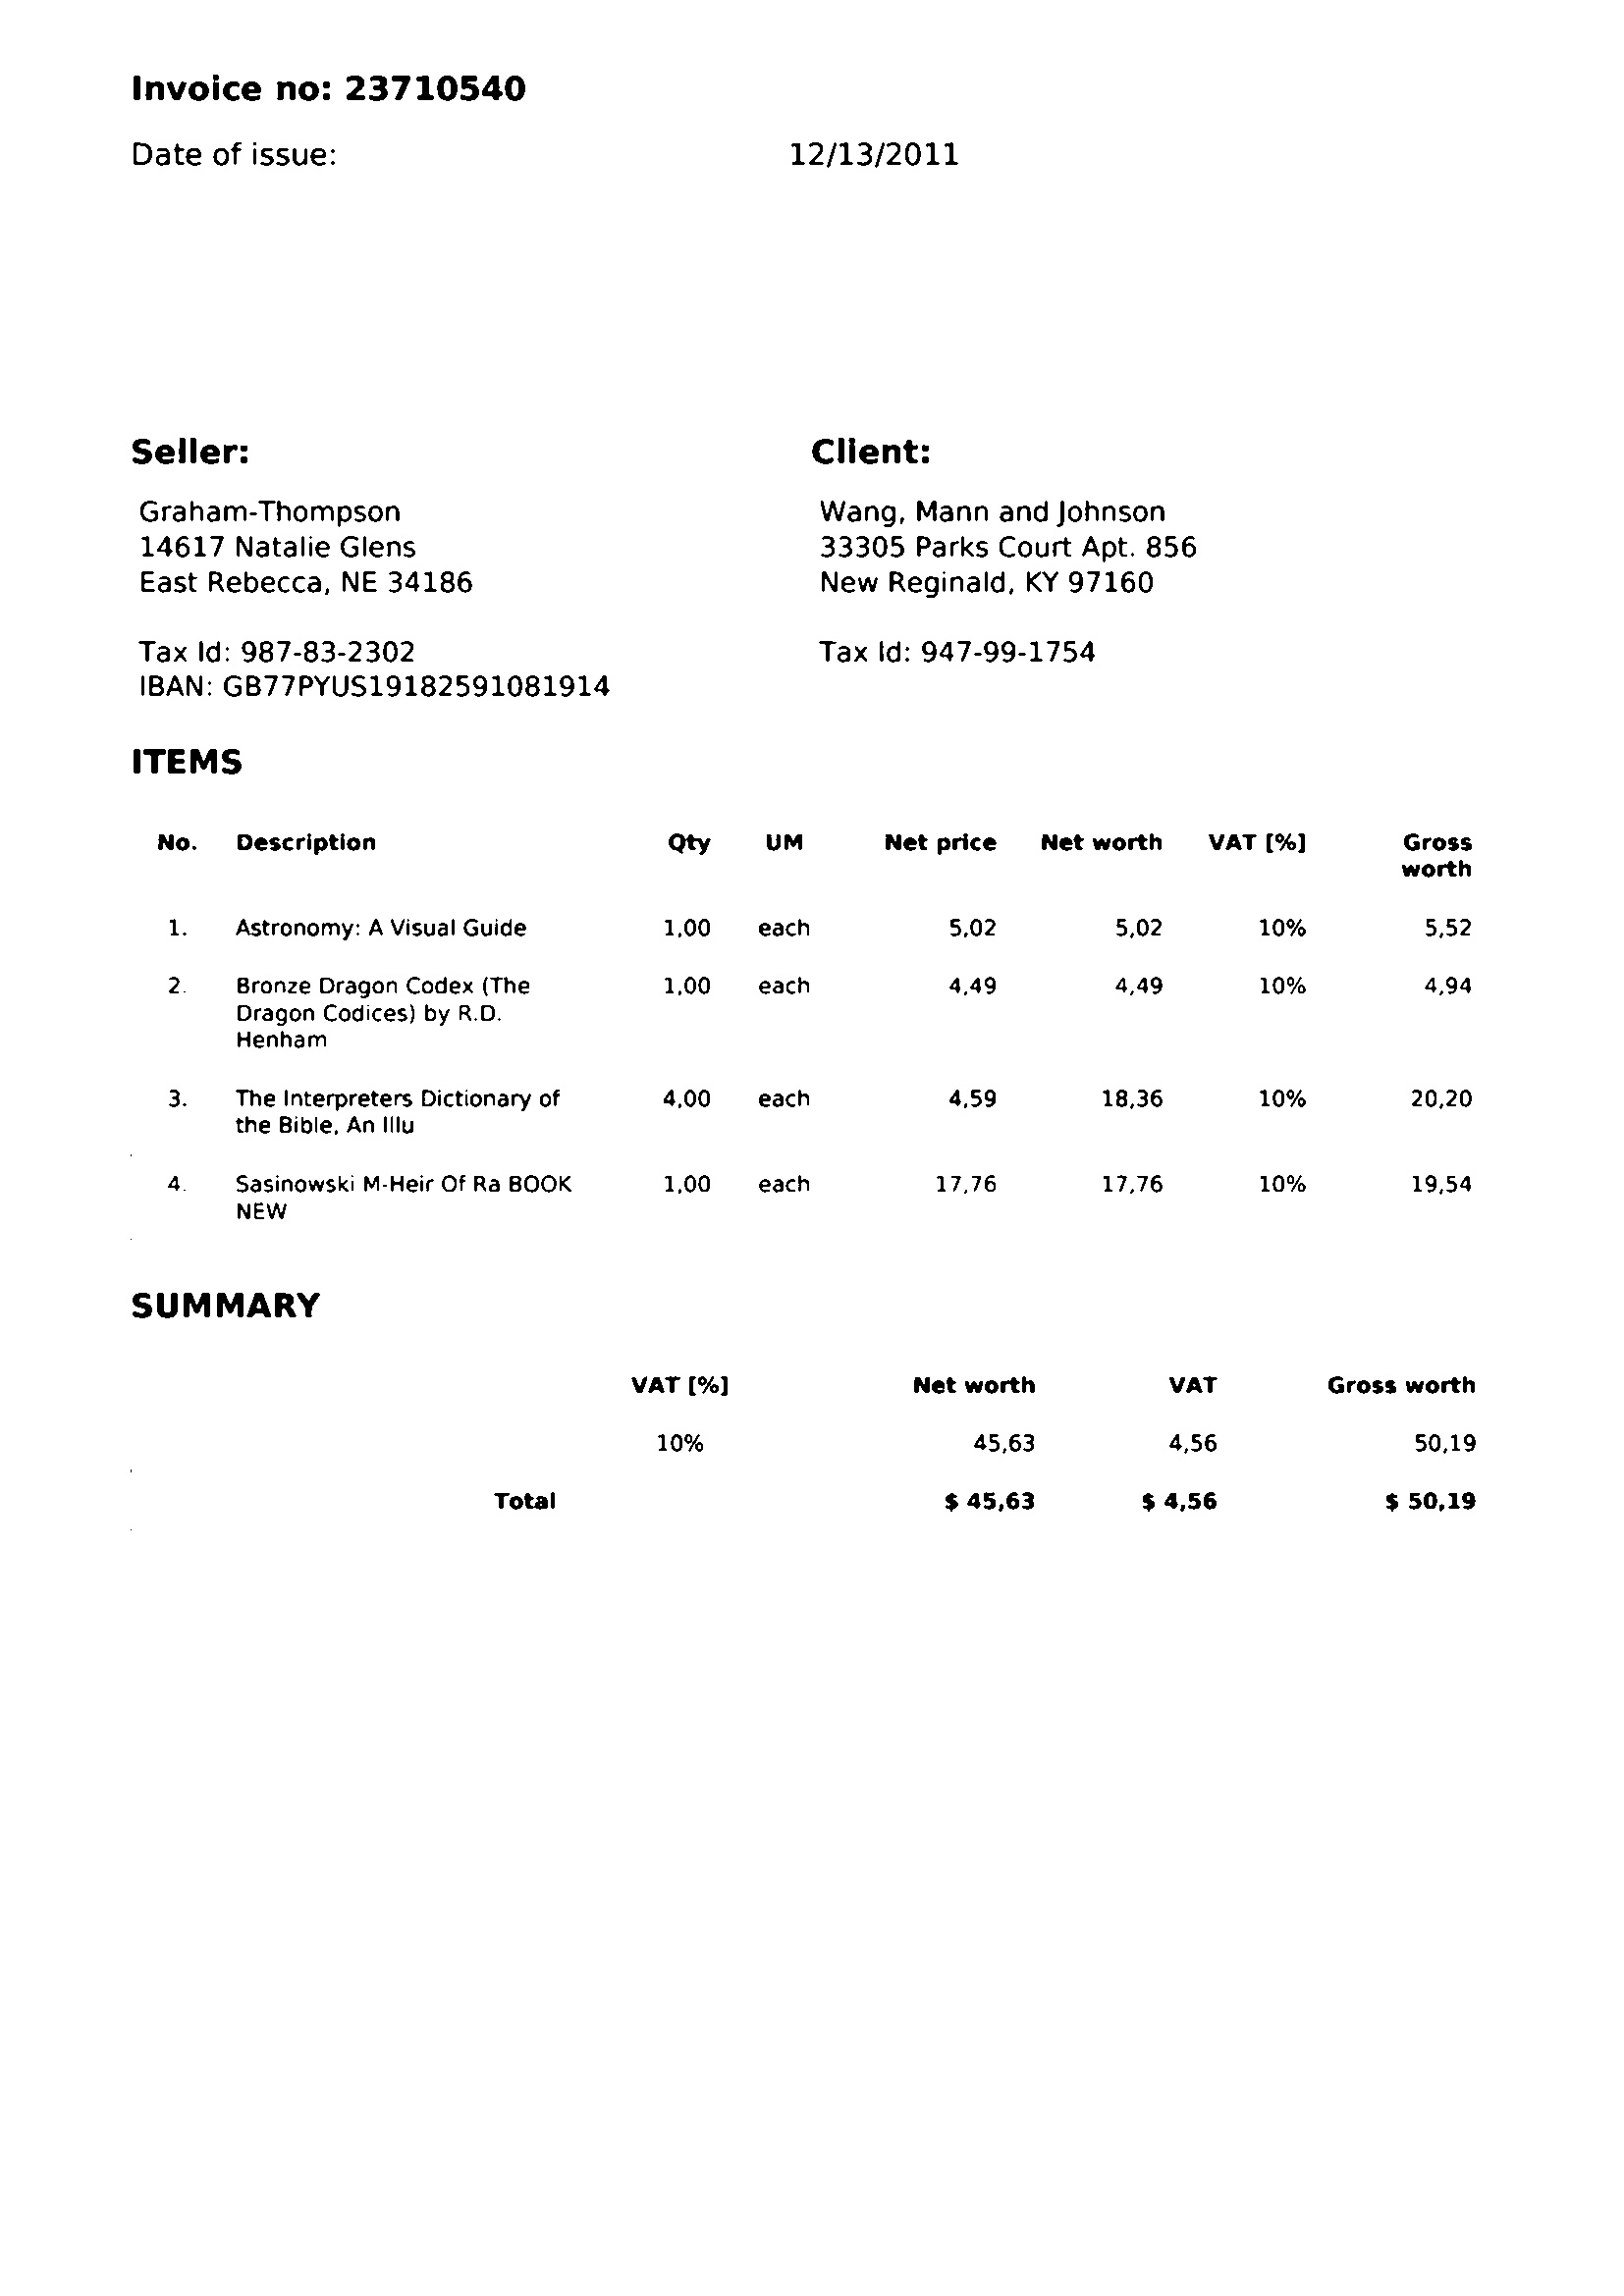 Invoice no: 23710540
Date of issue: 12/13/2011
Seller: Client:
Graham-Thompson Wang, Mann and Johnson
14617 Natalie Glens 33305 Parks Court Apt. 856
East Rebecca, NE 34186 New Reginald, KY 97160
Tax Id: 987-83-2302 Tax Id: 947-99-1754
IBAN: GB77PYUS19182591081914
ITEMS
No. Description Qty UM Net price Net worth VAT [%] Gross
worth
1. Astronomy: A Visual Guide 1,00 each 5,02 5,02 10% 5,52
2. Bronze Dragon Codex (The 1,00 each 4,49 4,49 10% 4,94
Dragon Codices) by R.D.
Henham
3. The Interpreters Dictionary of 4,00 each 4,59 18,36 10% 20,20
the Bible, An Illu
4. Sasinowski M-Heir Of Ra BOOK 1,00 each 17,76 17,76 10% 19,54
NEW
SUMMARY
VAT [%] Net worth VAT Gross worth
10% 45,63 4,56 50,19
Total $ 45,63 $ 4,56 $ 50,19